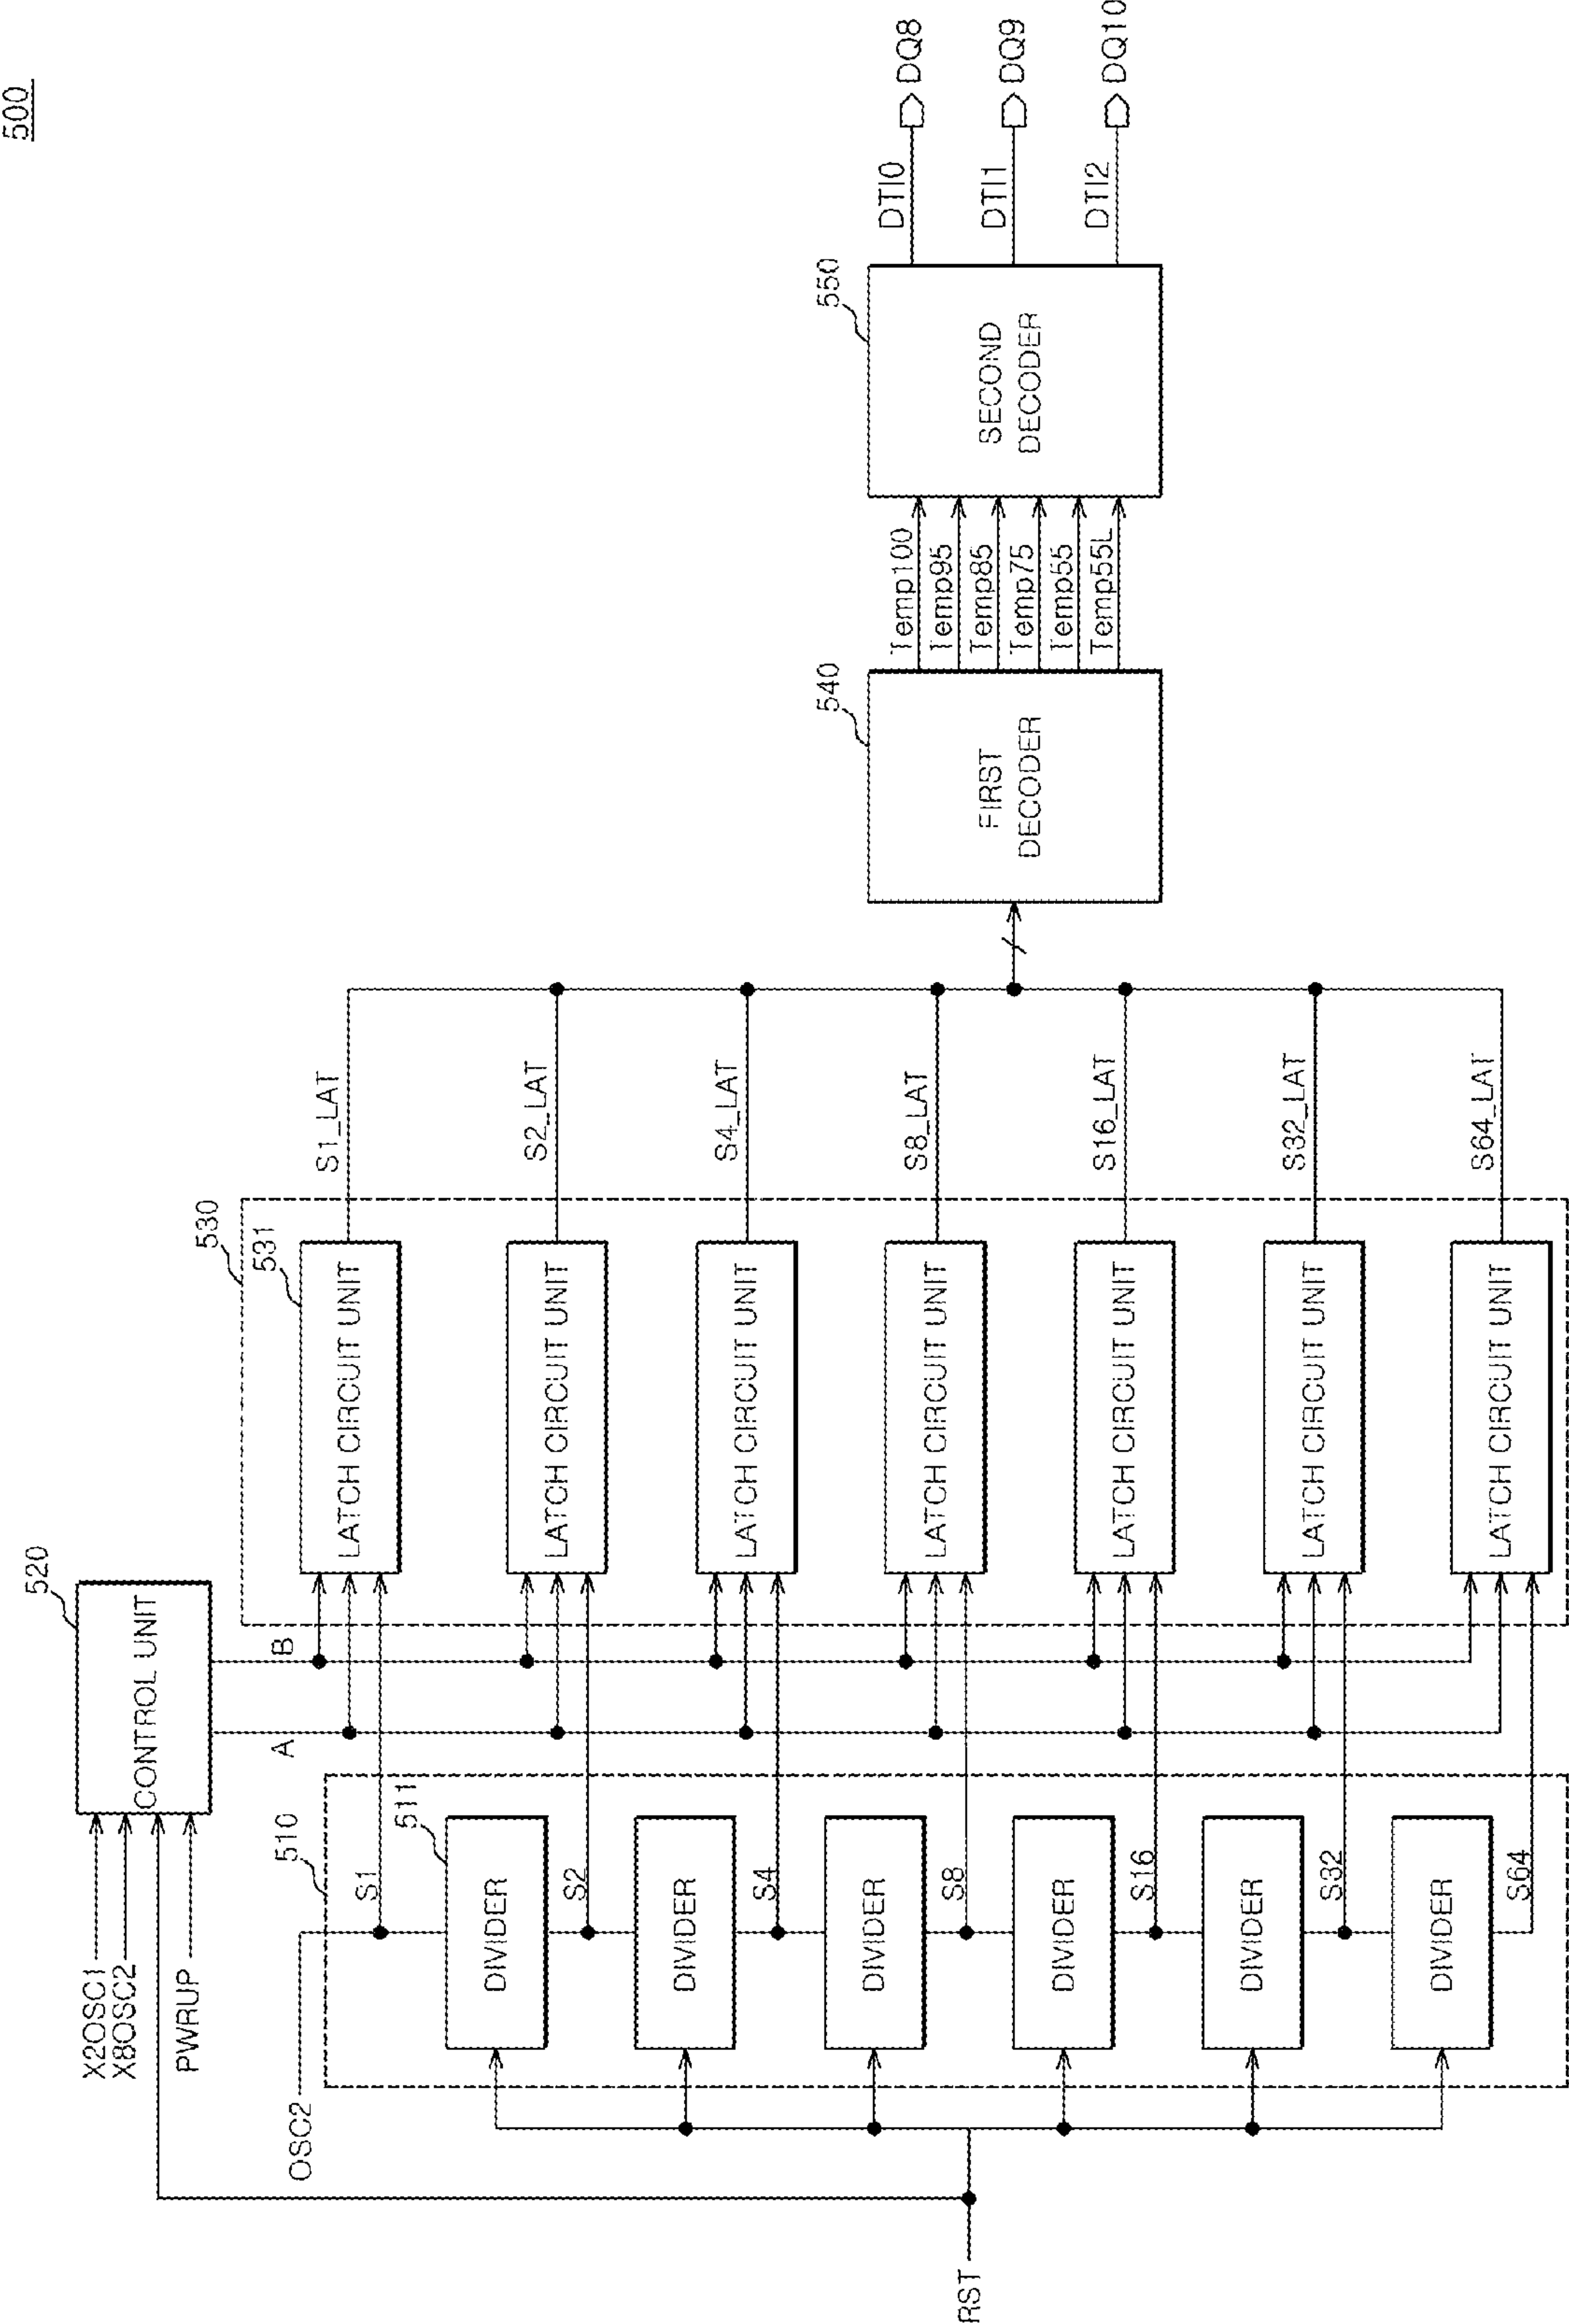 500
520
CONTROL UNIT
X2OSC1
X8OSC2
PWRUP
RST
OSC2
510
511
DIVIDER
DIVIDER
DIVIDER
DIVIDER
DIVIDER
DIVIDER
S1
S2
S4
S8
S16
S32
S64
A
B
530
531
LATCH CIRCUIT UNIT
LATCH CIRCUIT UNIT
LATCH CIRCUIT UNIT
LATCH CIRCUIT UNIT
LATCH CIRCUIT UNIT
LATCH CIRCUIT UNIT
LATCH CIRCUIT UNIT
S1_LAT
S2_LAT
S4_LAT
S8_LAT
S16_LAT
S32_LAT
S64_LAT
540
FIRST
DECODER
Temp100
Temp95
Temp85
Temp75
Temp55
Temp55L
550
SECOND
DECODER
DTI0
DTI1
DTI2
DQ8
DQ9
DQ10